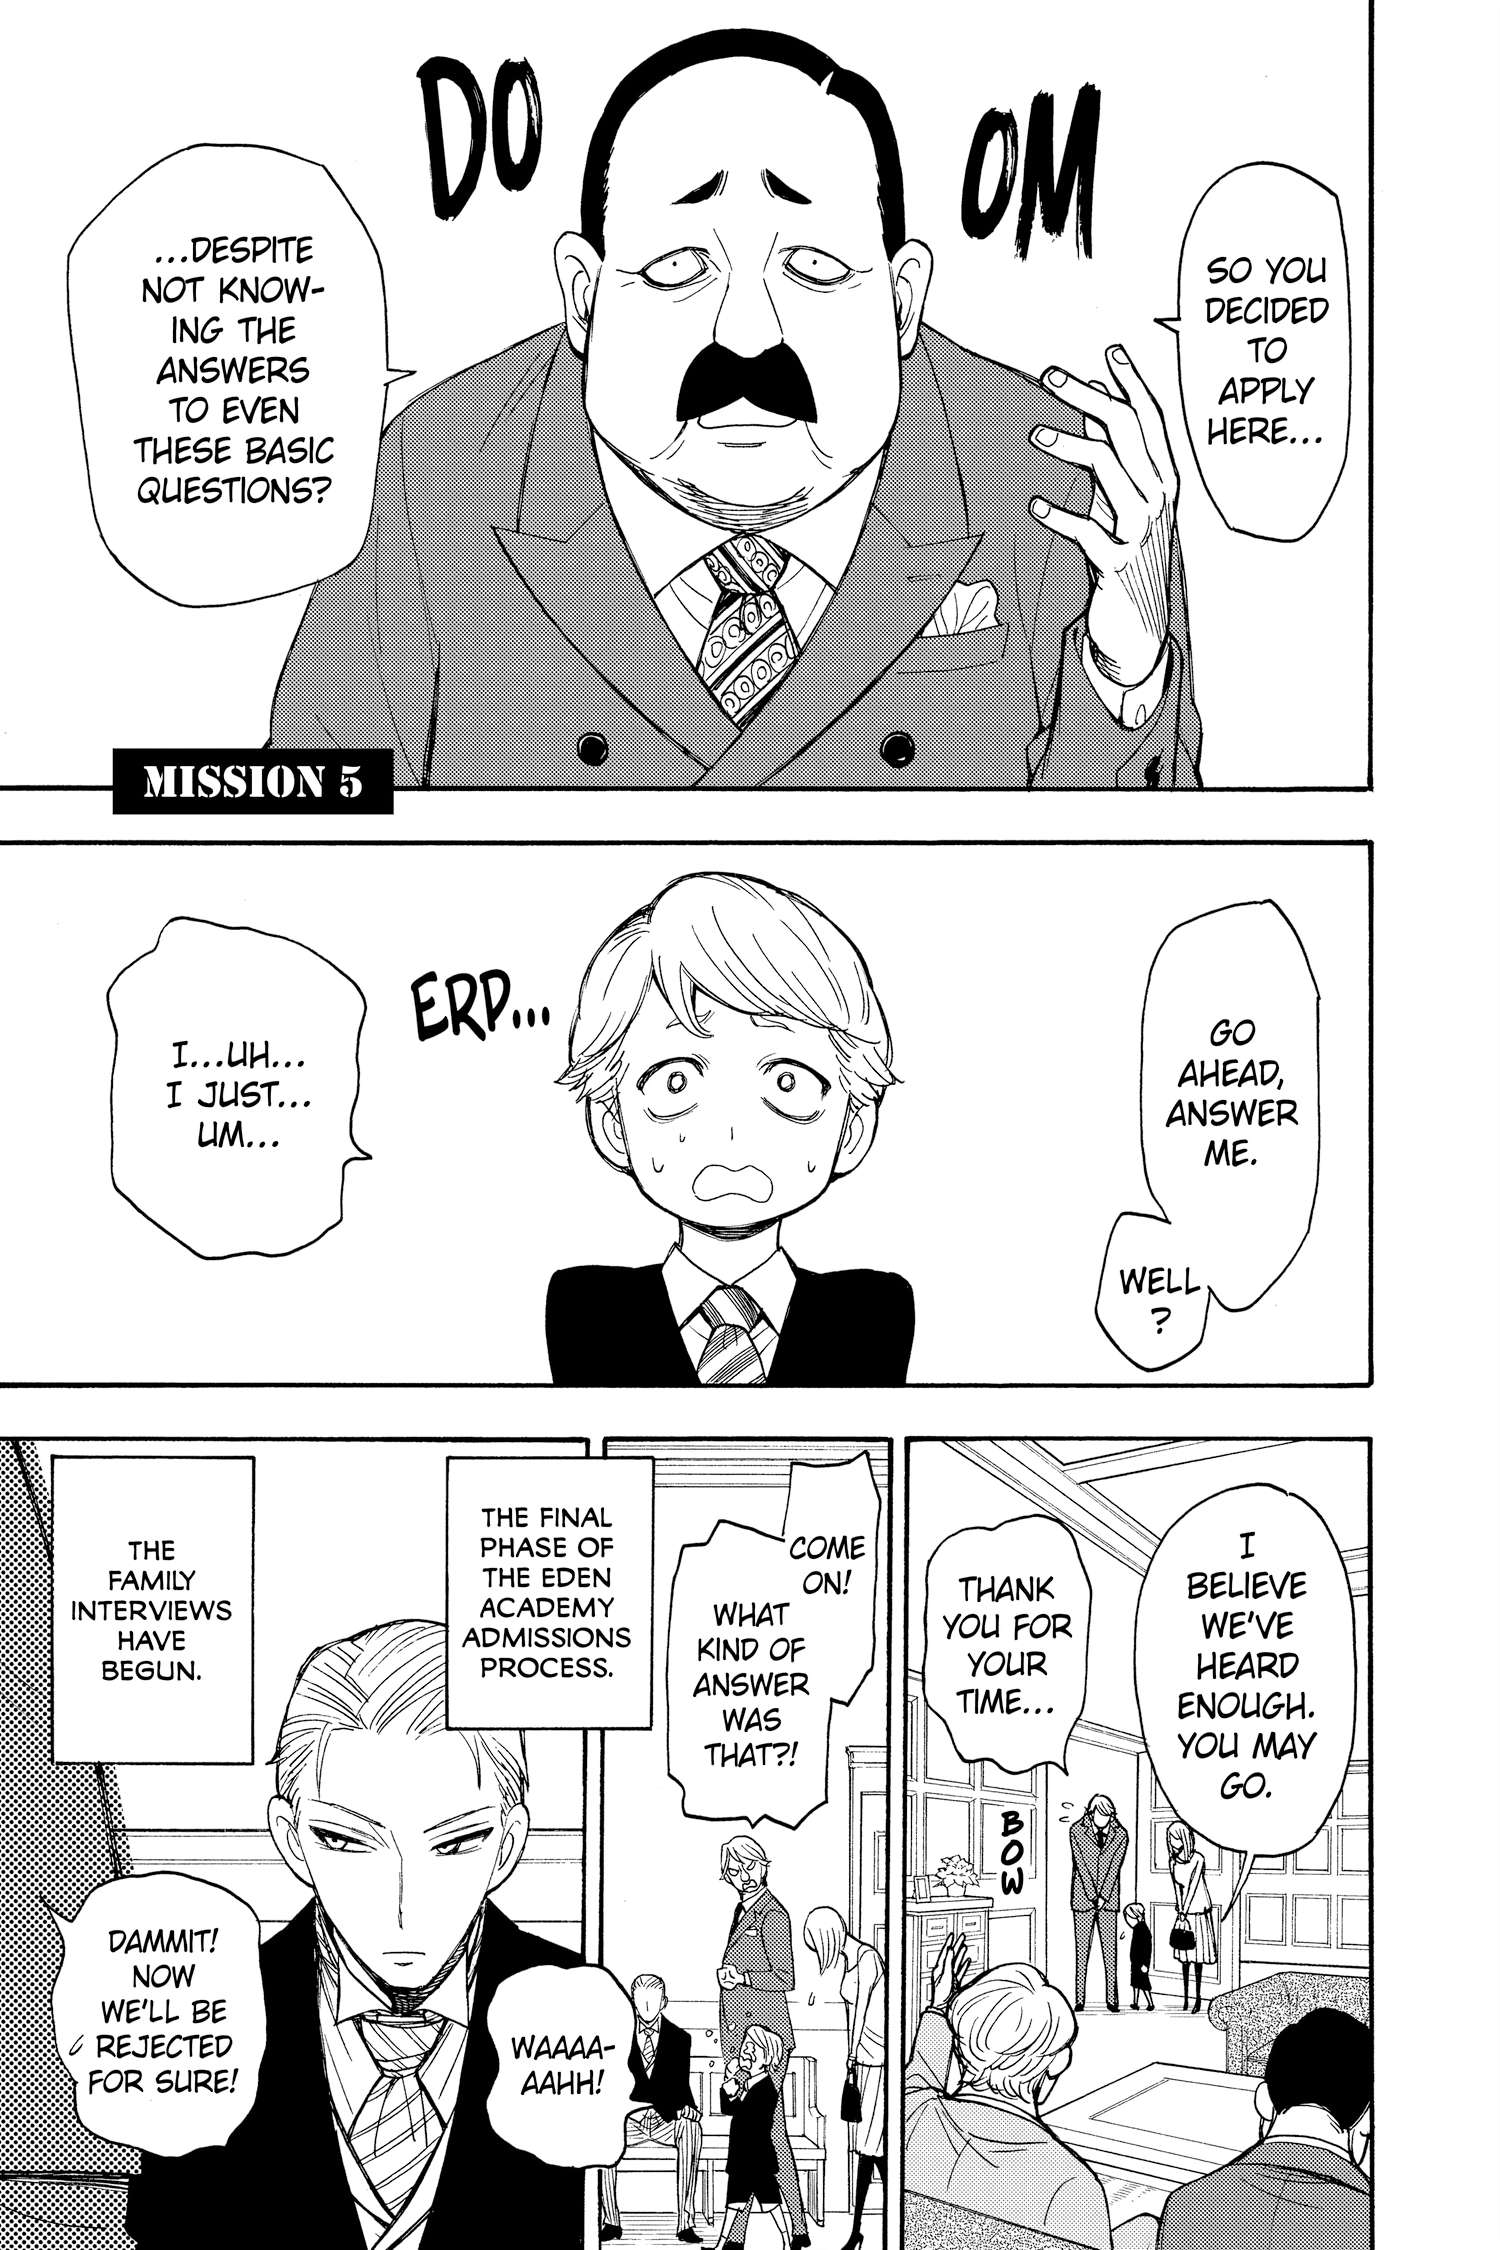 DO
OM
SO YOU
DECIDED
TO
APPLY
HERE...
...DESPITE
NOT KNOW-
ING THE
ANSWERS
TO EVEN
THESE BASIC
QUESTIONS?
MISSION 5
GO
AHEAD,
ANSWER
ME.
WELL
?
ERP...
I...UH...
I JUST...
UM...
I
BELIEVE
WE'VE
HEARD
ENOUGH.
YOU MAY
GO.
THANK
YOU FOR
YOUR
TIME...
BOW
COME
ON!
WHAT
KIND OF
ANSWER
WAS
THAT?!
THE FINAL
PHASE OF
THE EDEN
ACADEMY
ADMISSIONS
PROCESS.
THE
FAMILY
INTERVIEWS
HAVE
BEGUN.
WAAAA-
AAHH!
DAMMIT!
NOW
WE'LL BE
REJECTED
FOR SURE!